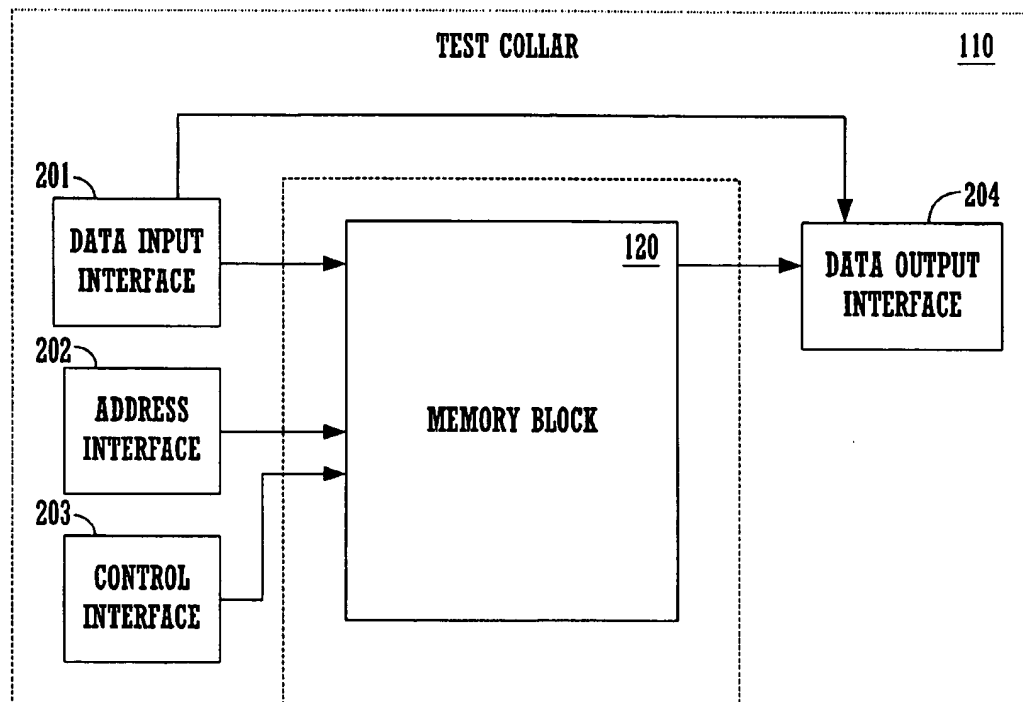 TEST COLLAR
110
201
DATA INPUT
INTERFACE
120
204
DATA OUTPUT
INTERFACE
202
ADDRESS
INTERFACE
MEMORY BLOCK
203
CONTROL
INTERFACE